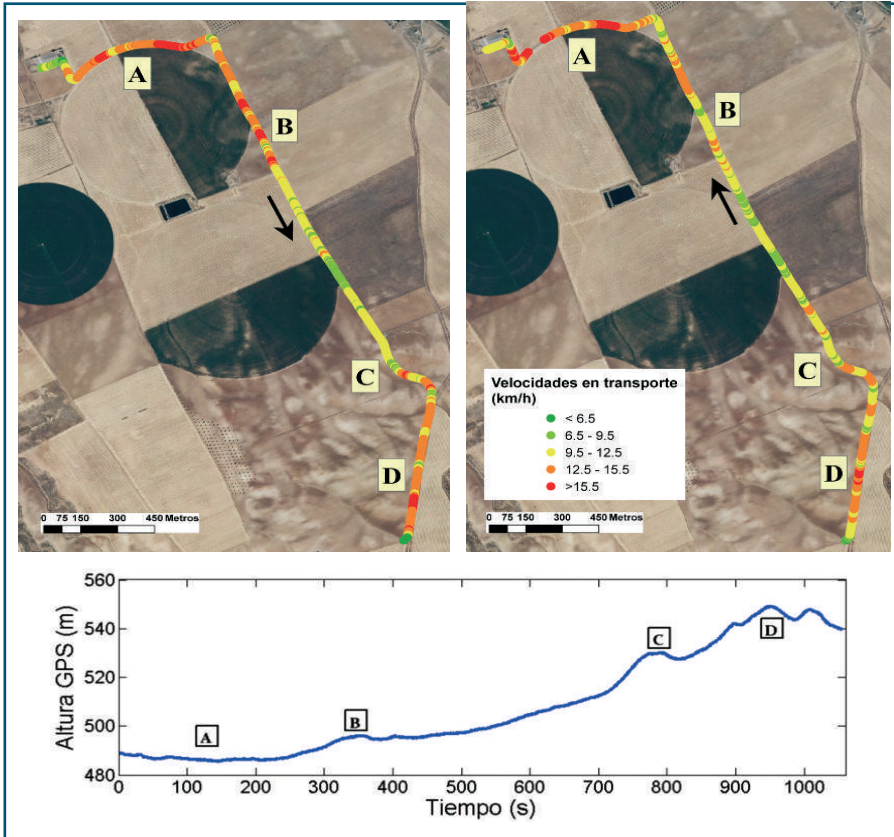 A
B
C
D
0 75 150 300 450 Metros
A
B
C
D
Velocidades en transporte
(km/h)
< 6.5
6.5 - 9.5
9.5 - 12.5
12.5 - 15.5
>15.5
0 75 150 300 450 Metros
Altura GPS (m)
560
540
520
500
480
A
B
C
D
0 100 200 300 400 500 600 700 800 900 1000
Tiempo (s)